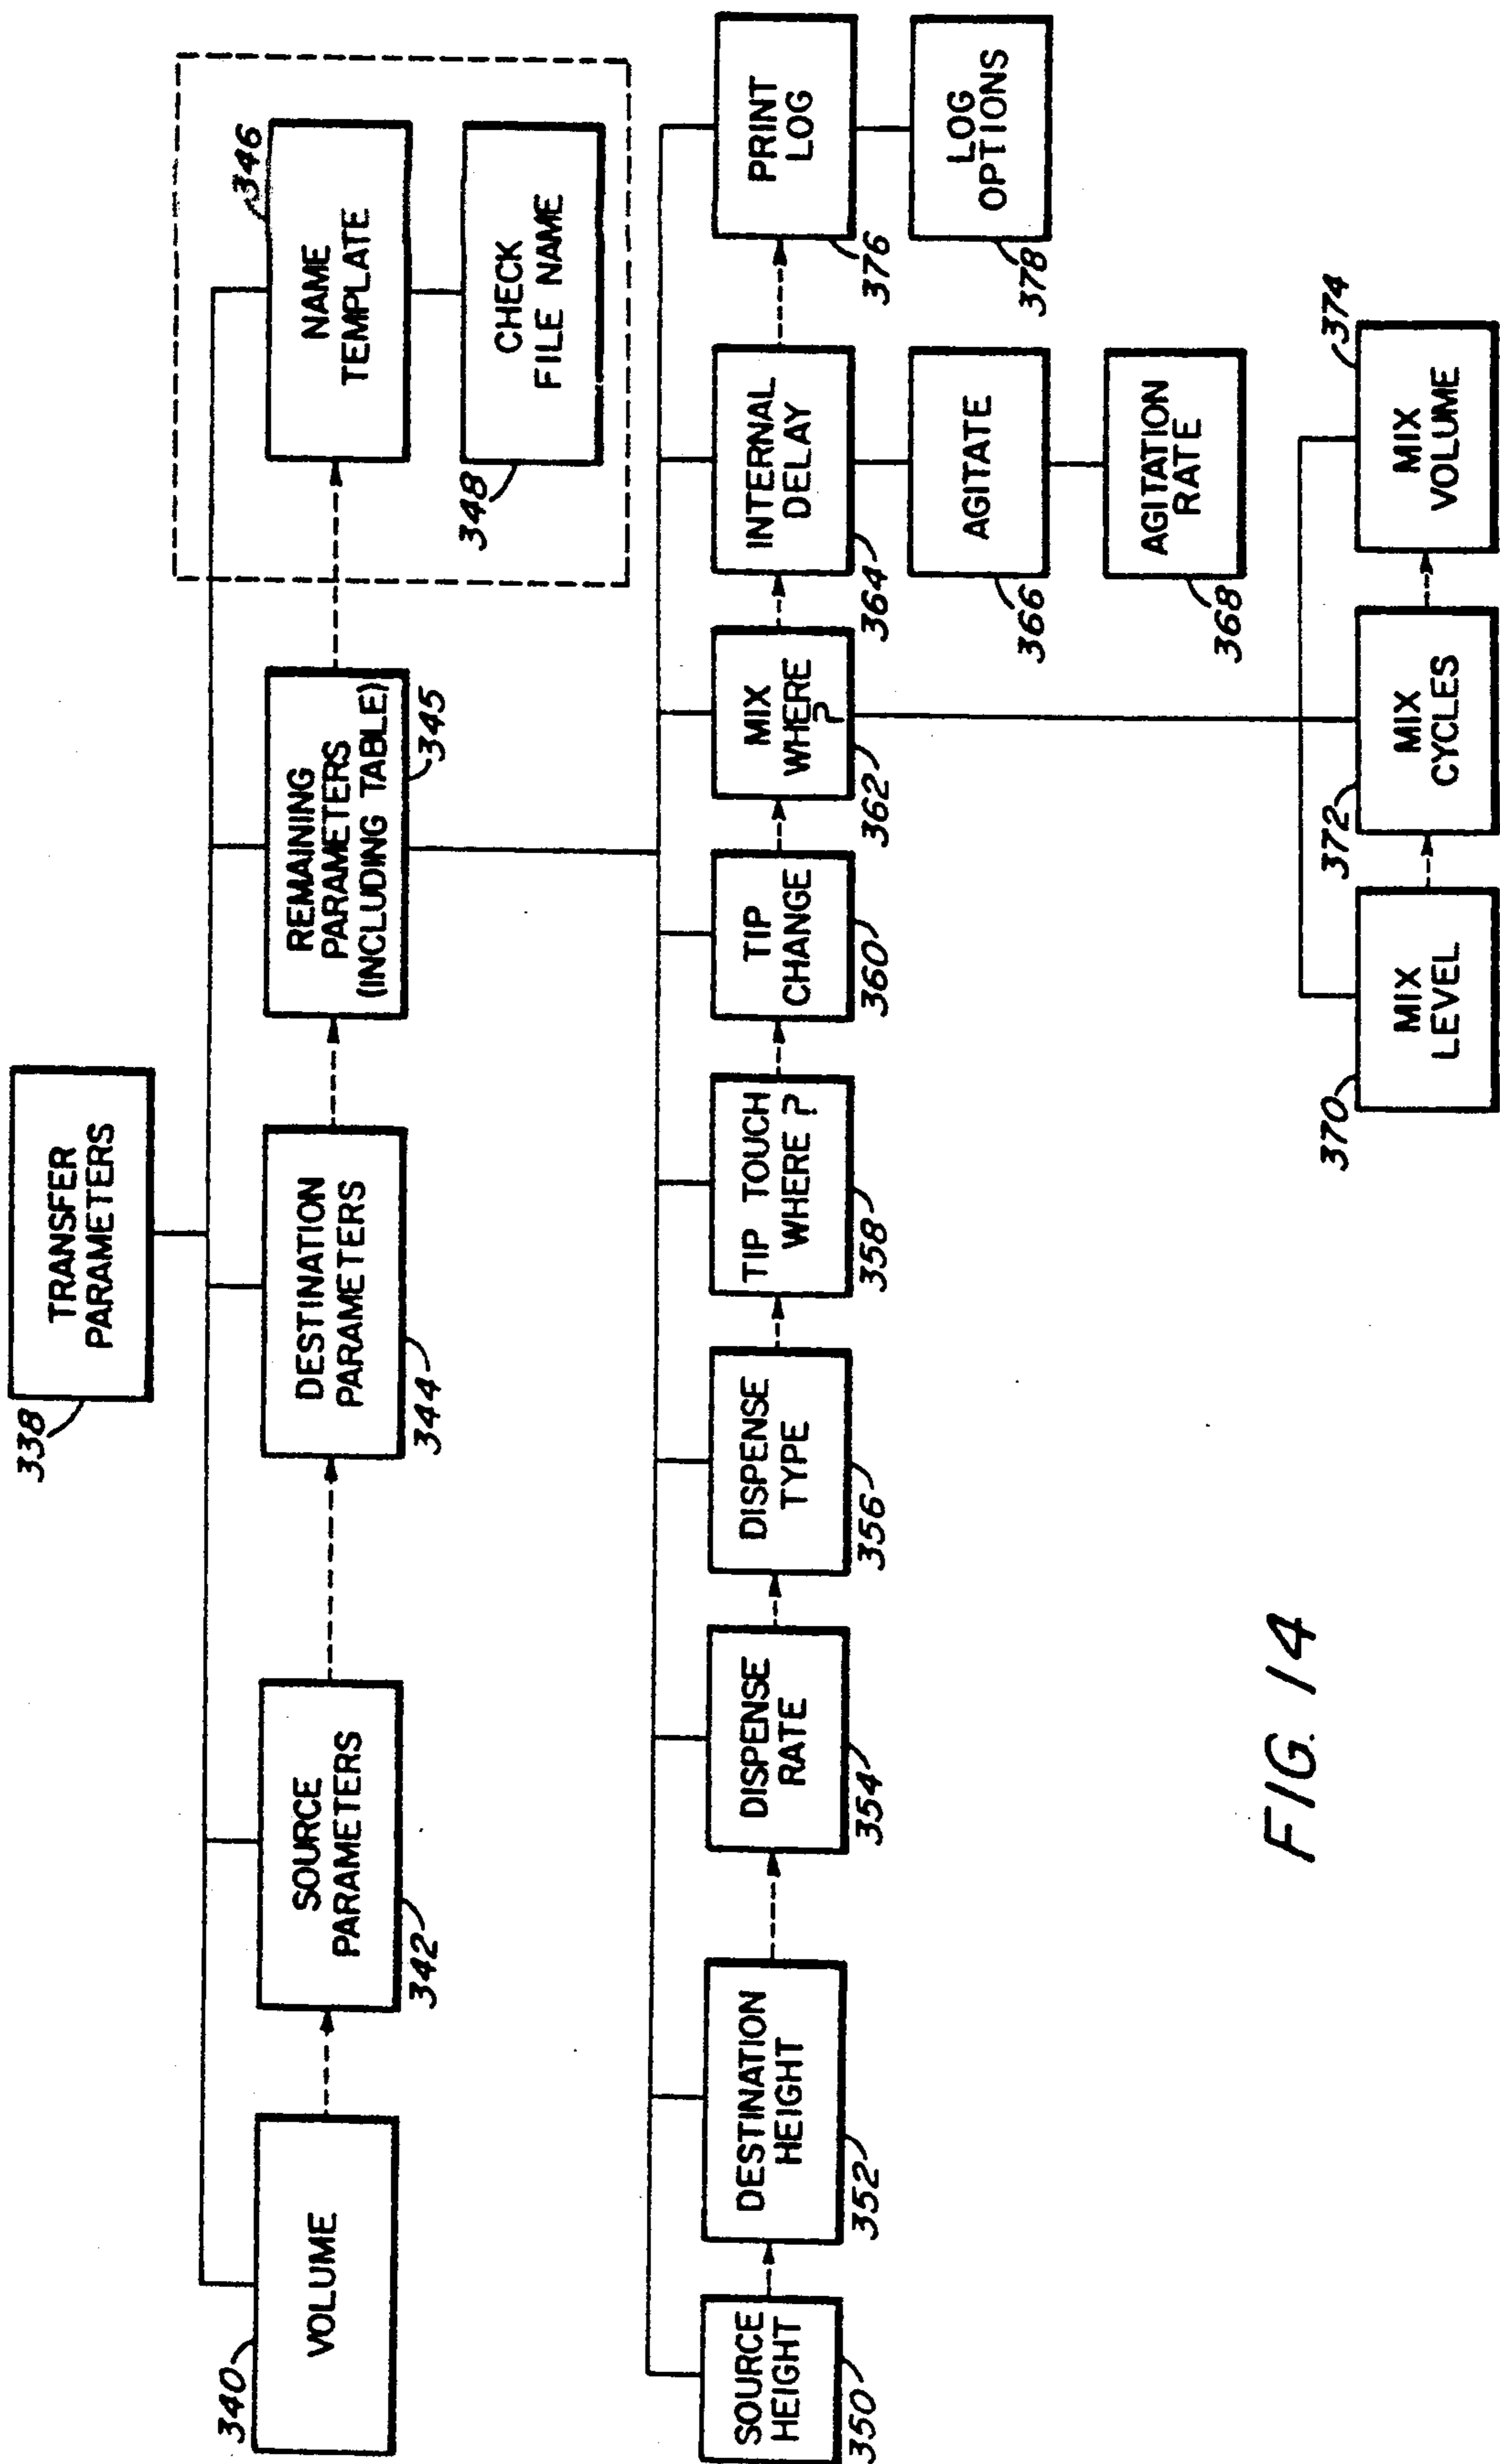 TRANSFER
PARAMETERS
338
VOLUME
340
SOURCE
PARAMETERS
342
DESTINATION
PARAMETERS
344
REMAINING
PARAMETERS
(INCLUDING TABLE)
345
NAME
TEMPLATE
346
CHECK
FILE NAME
348
SOURCE
HEIGHT
350
DESTINATION
HEIGHT
352
DISPENSE
RATE
354
DISPENSE
TYPE
356
TIP TOUCH
WHERE ?
358
TIP
CHANGE
360
MIX
WHERE ?
362
INTERNAL
DELAY
364
PRINT
LOG
376
AGITATE
366
LOG
OPTIONS
378
AGITATION
RATE
368
MIX
LEVEL
370
MIX
CYCLES
372
MIX
VOLUME
374
FIG. 14